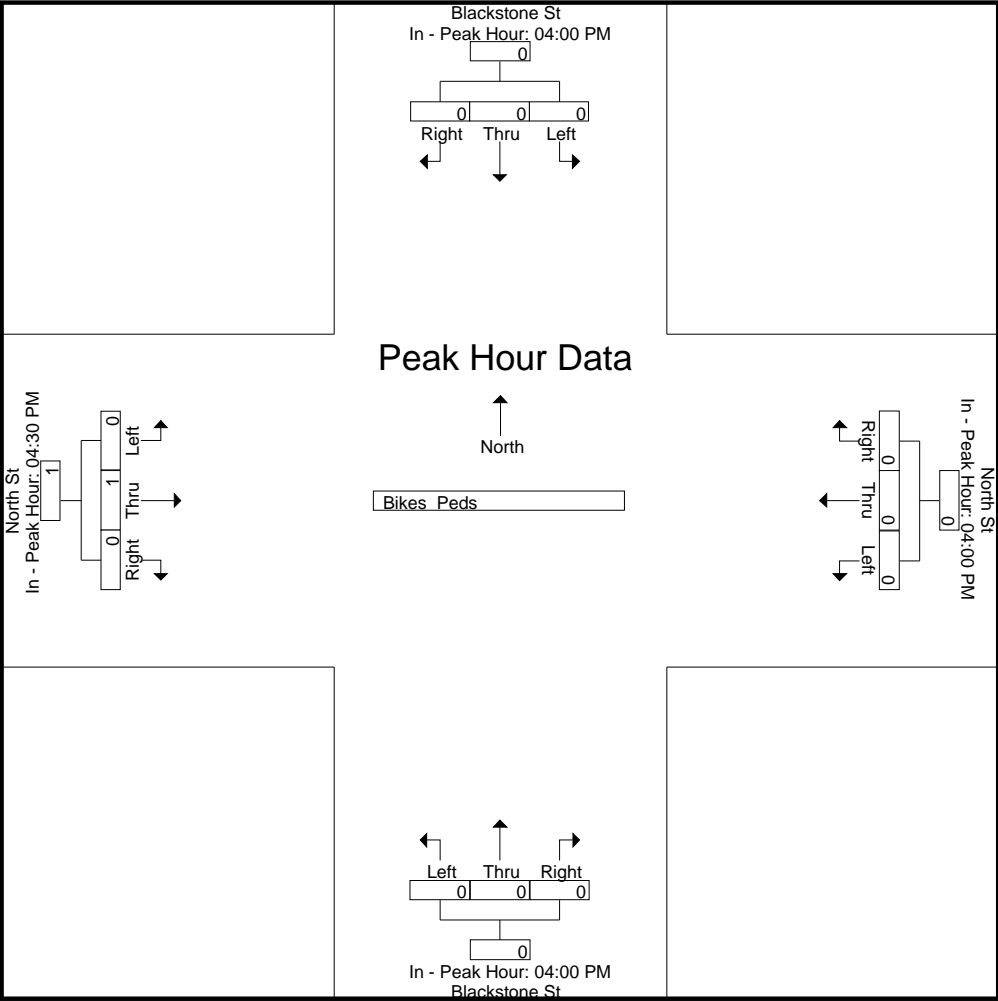 Blackstone St
In - Peak Hour: 04:00 PM
0
0 0 0
Right Thru Left
Peak Hour Data
North
Bikes Peds
North St
In - Peak Hour: 04:30 PM
1
0 1 0
Left Thru Right
North St
In - Peak Hour: 04:00 PM
0
0 0 0
Right Thru Left
Left Thru Right
0 0 0
0
In - Peak Hour: 04:00 PM
Blackstone St